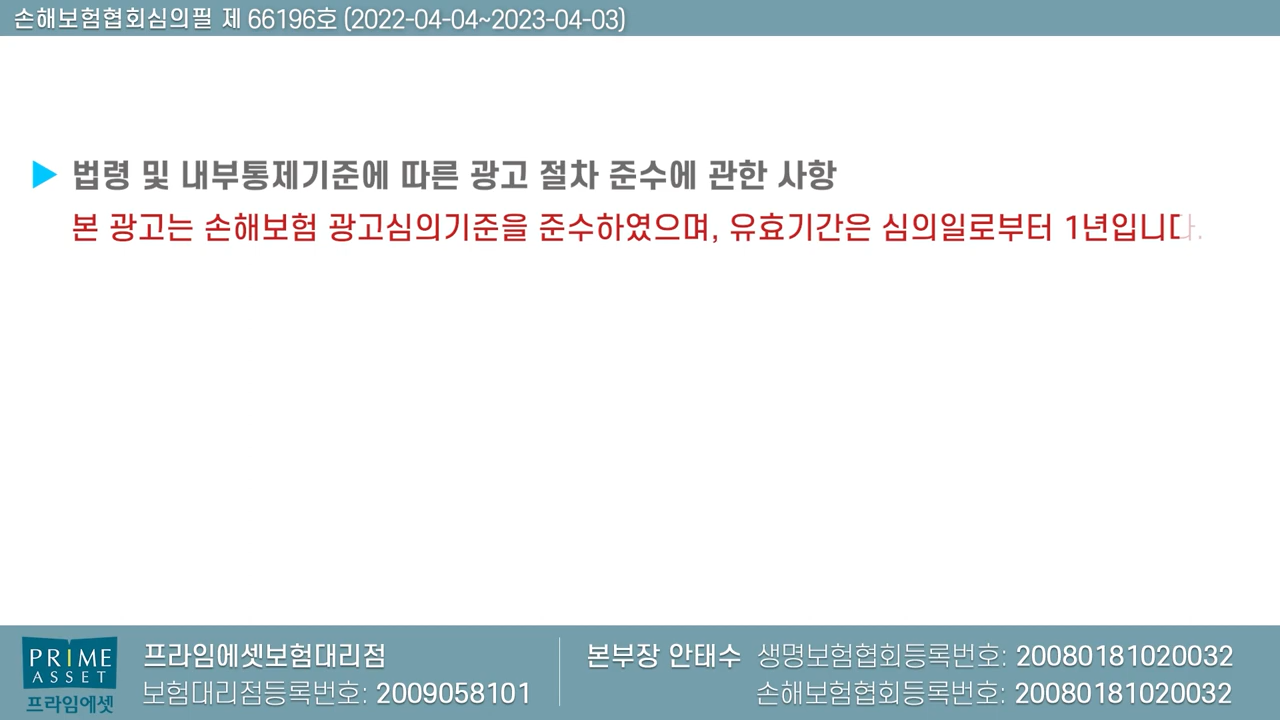 손해보험협회심의필 제 66196호 (2022-04-04~2023-04-03)
▶ 법령 및 내부통제기준에 따른 광고 절차 준수에 관한 사항
본 광고는 손해보험 광고심의기준을 준수하였으며, 유효기간은 심의일로부터 1년입니다.
PRIME
ASSET
프라임에셋
프라임에셋보험대리점
보험대리점등록번호: 2009058101
본부장 안태수 생명보험협회등록번호: 20080181020032
손해보험협회등록번호: 20080181020032